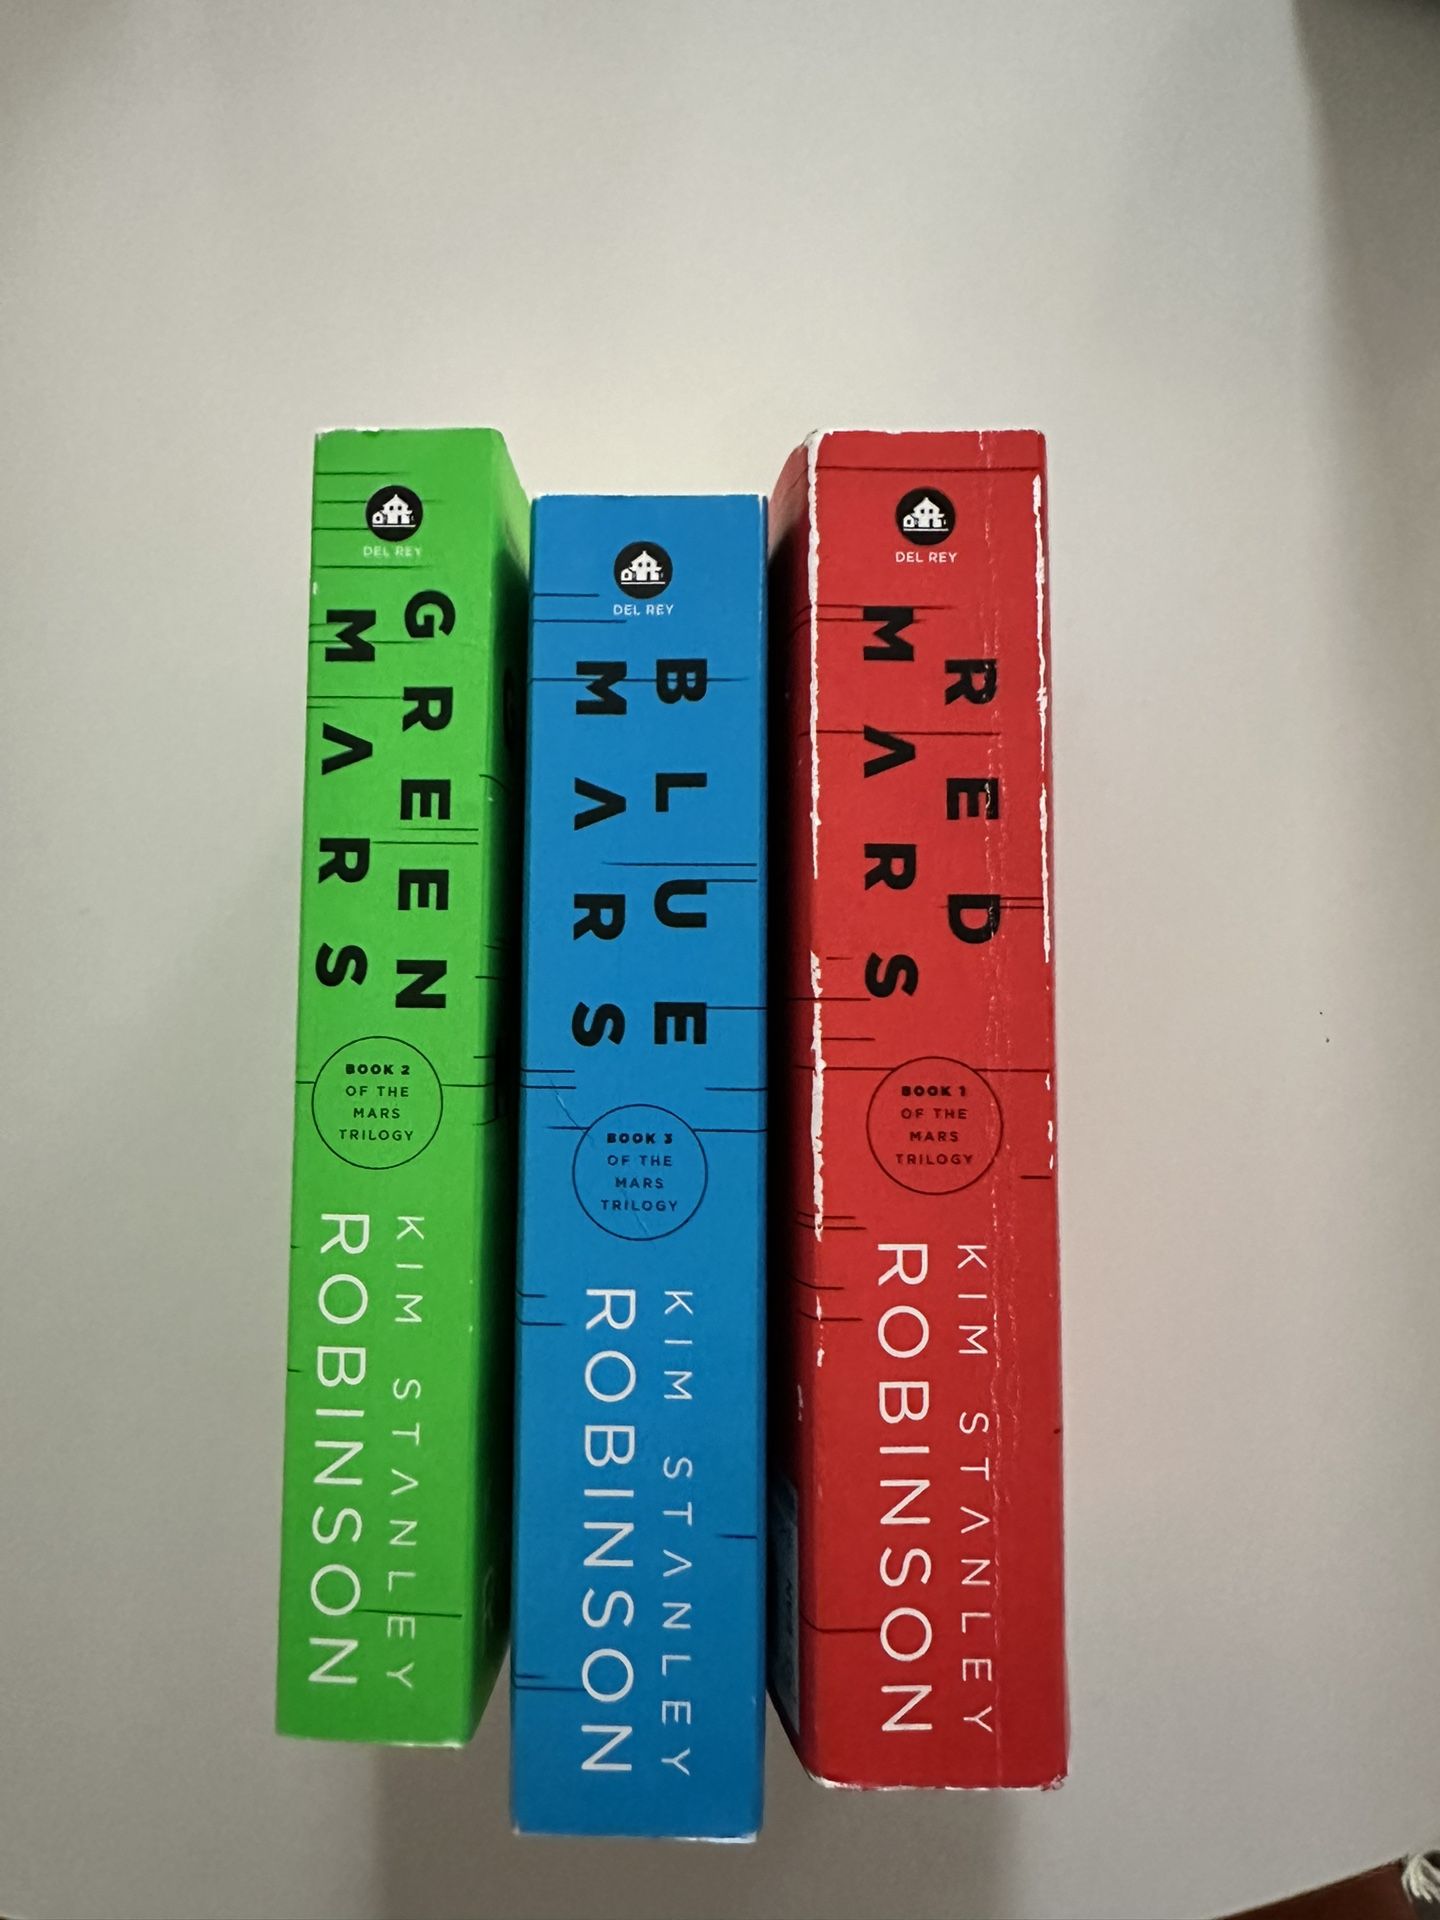 DEL REY
GREEN
MARS
BOOK 2
OF THE
MARS
TRILOGY
KIM STANLEY
ROBINSON
DEL REY
BLUE
MARS
BOOK 3
OF THE
MARS
TRILOGY
KIM STANLEY
ROBINSON
DEL REY
RED
MARS
BOOK 1
OF THE
MARS
TRILOGY
KIM STANLEY
ROBINSON